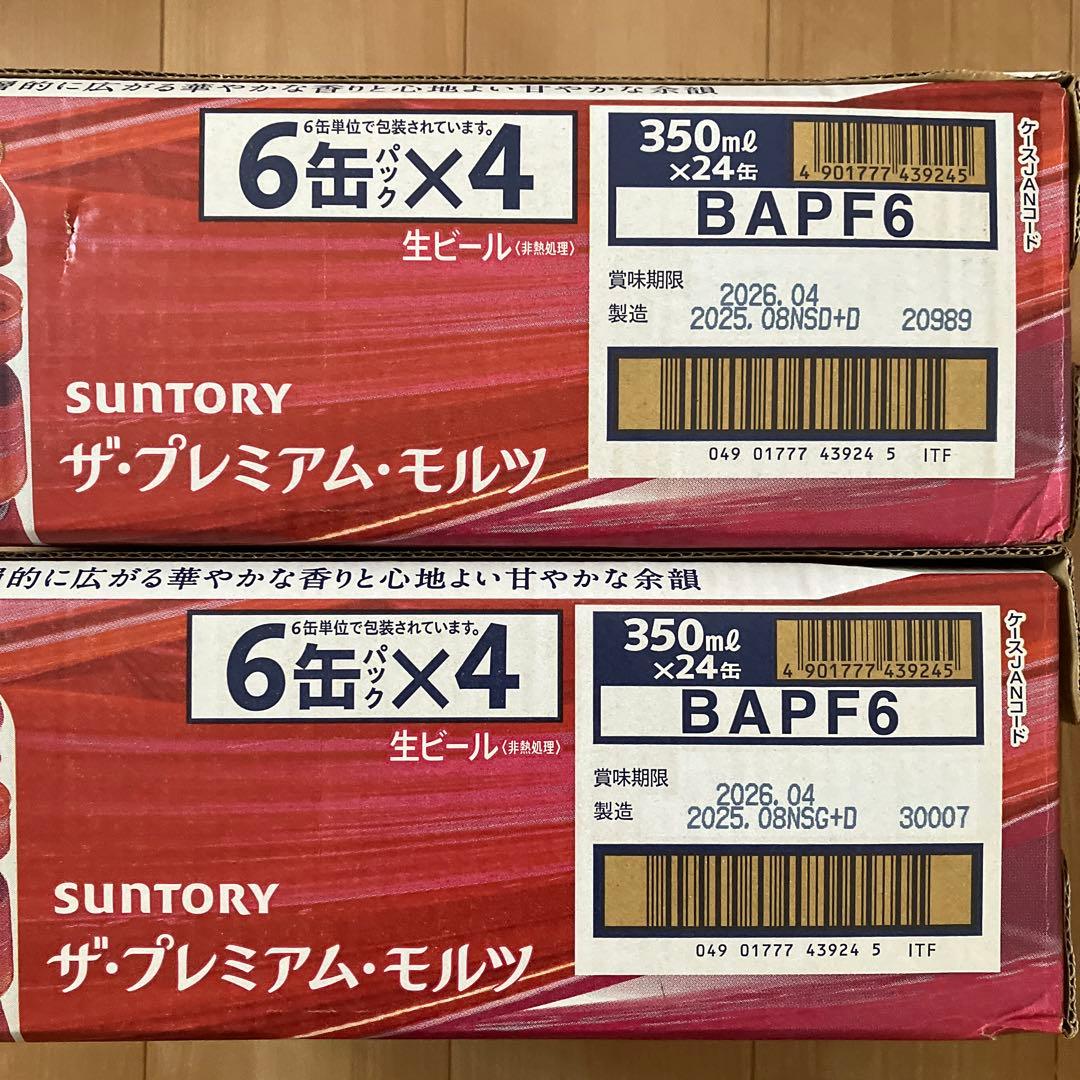 的に広がる華やかな香りと心地よい甘やかな余韻
6缶単位で包装されています。
6缶パック×4
生ビール〈非熱処理〉
350ml
×24缶
4 901777 439245
ケースJANコード
BAPF6
賞味期限 2026.04
製造 2025.08NSD+D 20989
049 01777 43924 5 ITF
SUNTORY
ザ・プレミアム・モルツ
的に広がる華やかな香りと心地よい甘やかな余韻
6缶単位で包装されています。
6缶パック×4
生ビール〈非熱処理〉
350ml
×24缶
4 901777 439245
ケースJANコード
BAPF6
賞味期限 2026.04
製造 2025.08NSG+D 30007
049 01777 43924 5 ITF
SUNTORY
ザ・プレミアム・モルツ